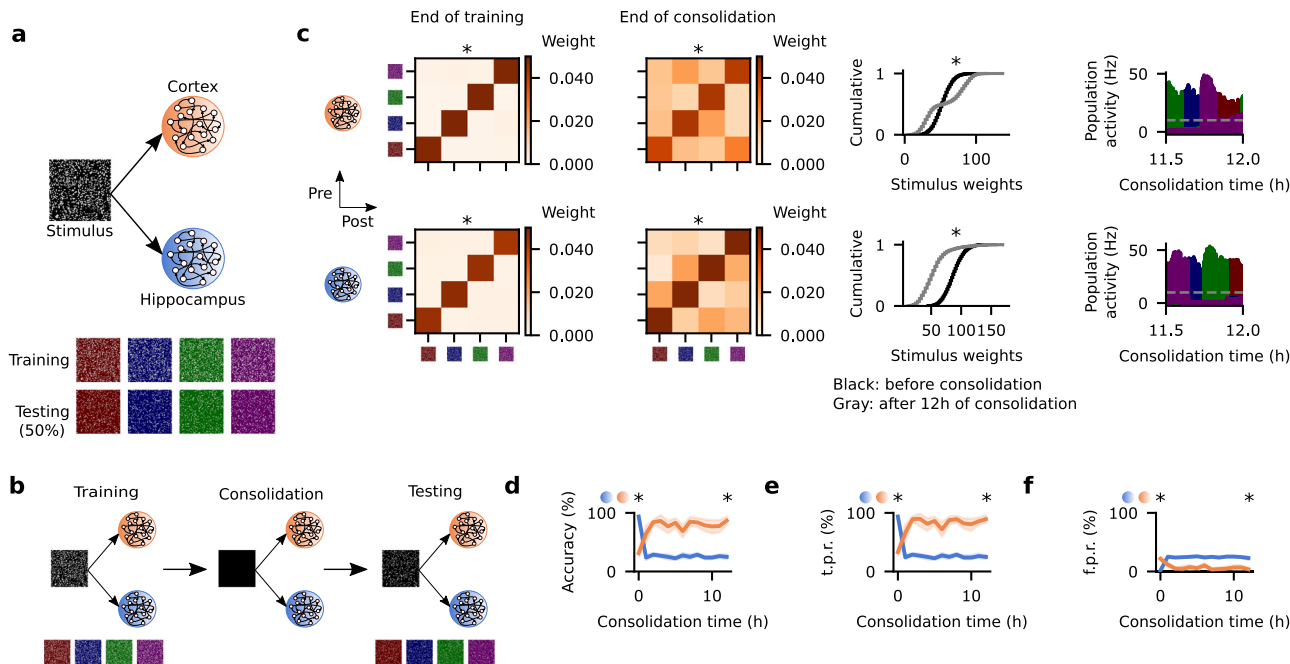 a
Cortex
Stimulus
Hippocampus
Training
Testing
(50%)
c
End of training
End of consolidation
*
Weight
0.040
0.020
0.000
*
Weight
0.040
0.020
0.000
Cumulative
*
1
0
0
100
Stimulus weights
Population
activity (Hz)
50
0
11.5
12.0
Consolidation time (h)
Pre
Post
*
Weight
0.040
0.020
0.000
*
Weight
0.040
0.020
0.000
Cumulative
*
1
0
50
100
150
Stimulus weights
Population
activity (Hz)
50
0
11.5
12.0
Consolidation time (h)
Black: before consolidation
Gray: after 12h of consolidation
b
Training
Consolidation
Testing
d
*
*
Accuracy (%)
100
0
0
10
Consolidation time (h)
e
*
*
t.p.r. (%)
100
0
0
10
Consolidation time (h)
f
*
*
f.p.r. (%)
100
0
0
10
Consolidation time (h)